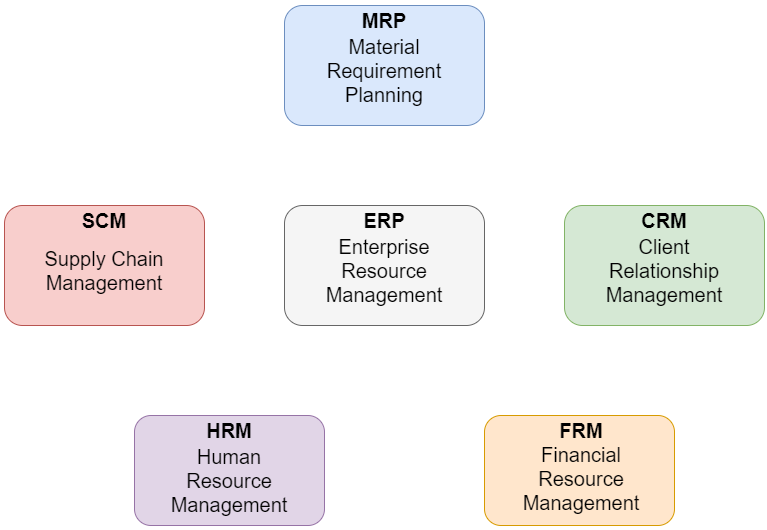 MRP
Material
Requirement
Planning
SCM
Supply Chain
Management
ERP
Enterprise
Resource
Management
CRM
Client
Relationship
Management
HRM
Human
Resource
Management
FRM
Financial
Resource
Management